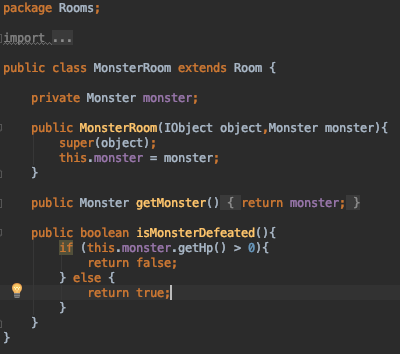 package Rooms;
import ...
public class MonsterRoom extends Room {
private Monster monster;
public MonsterRoom(IObject object,Monster monster){
super(object);
this.monster = monster;
}
public Monster getMonster() { return monster; }
public boolean isMonsterDefeated(){
if (this.monster.getHp() > 0){
return false;
} else {
return true;
}
}
}